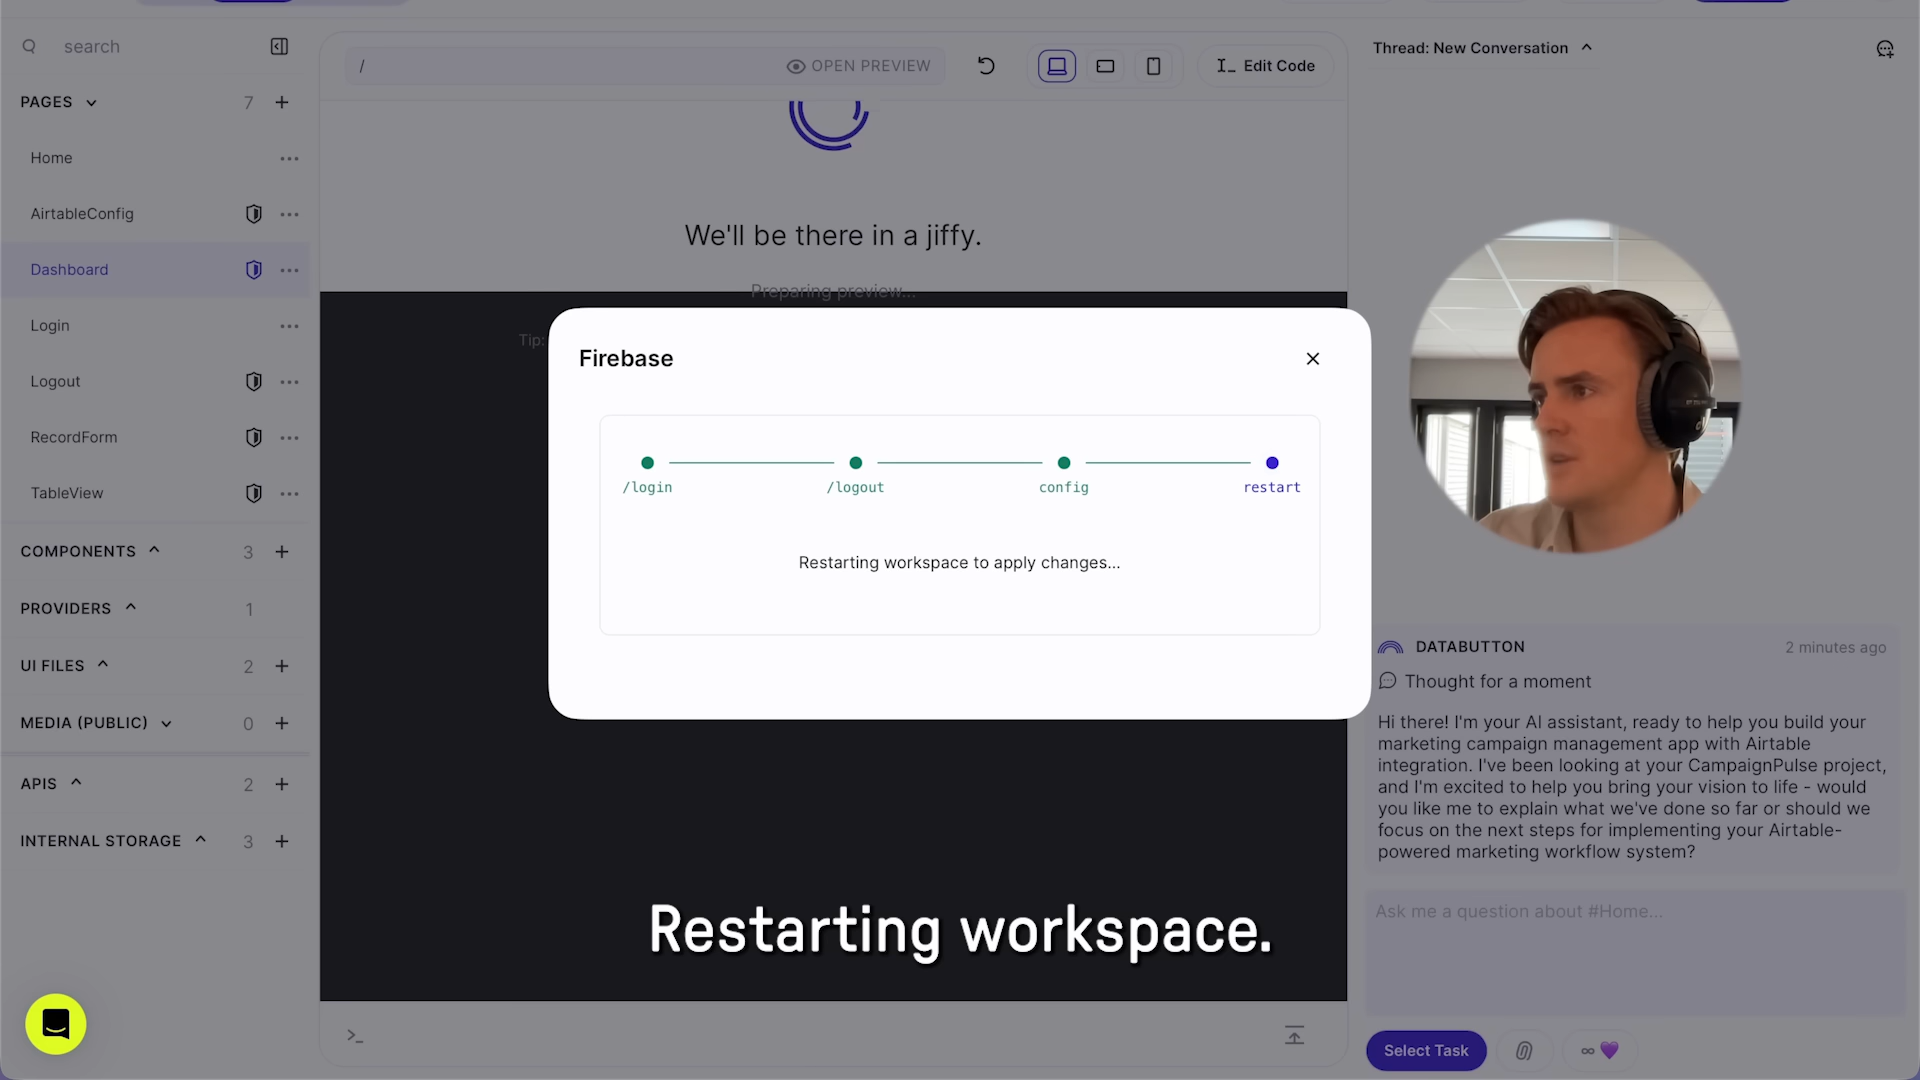 search
PAGES
7
Home
AirtableConfig
Dashboard
Login
Logout
RecordForm
TableView
COMPONENTS
3
PROVIDERS
1
UI FILES
2
MEDIA (PUBLIC)
0
APIS
2
INTERNAL STORAGE
3
/
OPEN PREVIEW
Edit Code
We'll be there in a jiffy.
Preparing preview...
Tip:
Firebase
/login
/logout
config
restart
Restarting workspace to apply changes...
Restarting workspace.
>_
Thread: New Conversation
DATABUTTON
2 minutes ago
Thought for a moment
Hi there! I'm your AI assistant, ready to help you build your
marketing campaign management app with Airtable
integration. I've been looking at your CampaignPulse project,
and I'm excited to help you bring your vision to life - would
you like me to explain what we've done so far or should we
focus on the next steps for implementing your Airtable-
powered marketing workflow system?
Ask me a question about #Home...
Select Task
∞ 💜